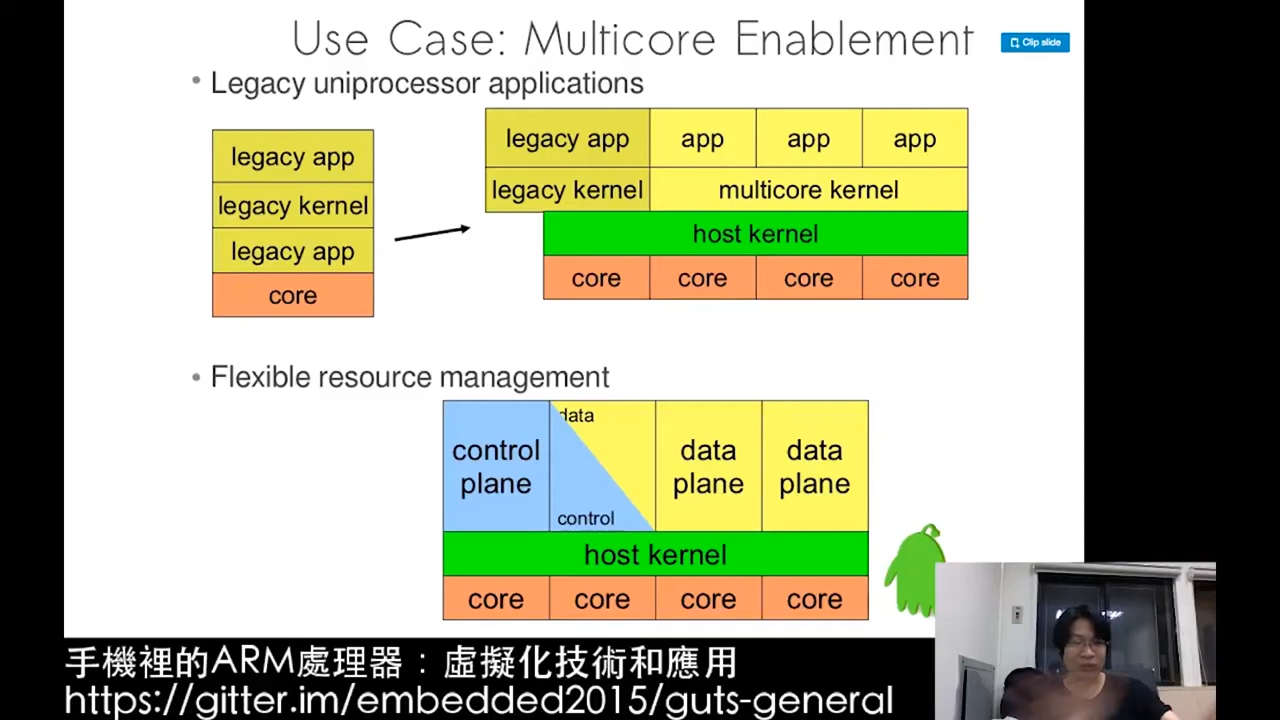 Use Case: Multicore Enablement
Clip slide
• Legacy uniprocessor applications
legacy app
legacy kernel
legacy app
core
legacy app app app app
legacy kernel multicore kernel
host kernel
core core core core
• Flexible resource management
control plane
data
control
data plane
data plane
host kernel
core core core core
手機裡的ARM處理器：虛擬化技術和應用
https://gitter.im/embedded2015/guts-general